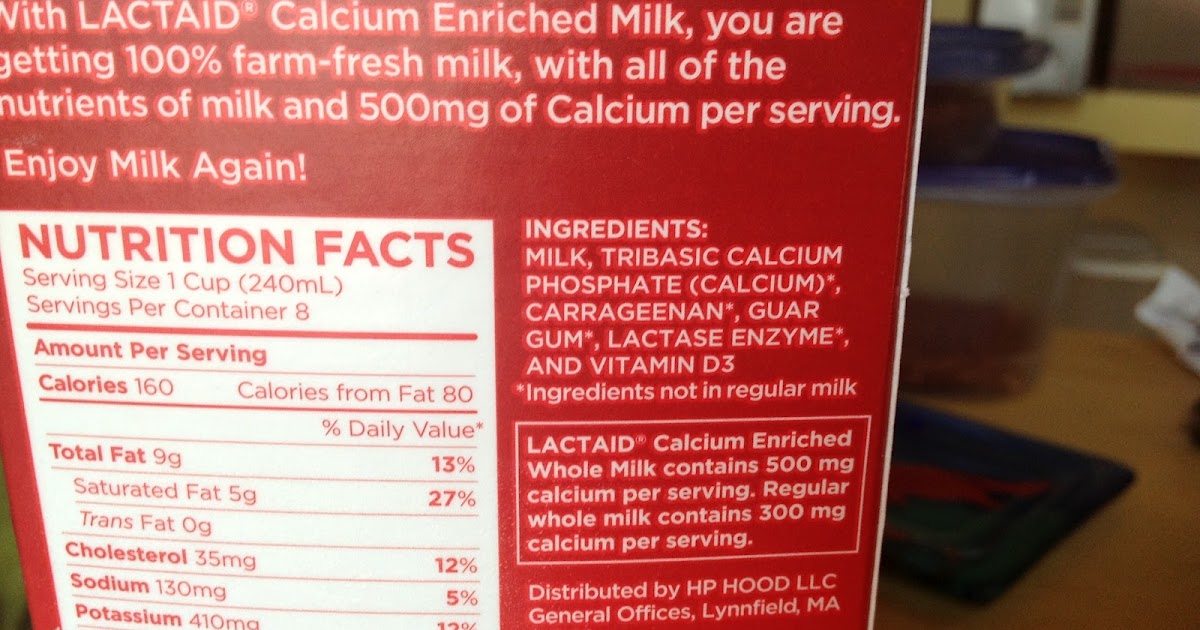 With LACTAID® Calcium Enriched Milk, you are
getting 100% farm-fresh milk, with all of the
nutrients of milk and 500mg of Calcium per serving.
Enjoy Milk Again!
NUTRITION FACTS
Serving Size 1 Cup (240mL)
Servings Per Container 8
Amount Per Serving
Calories 160 Calories from Fat 80
% Daily Value*
Total Fat 9g 13%
Saturated Fat 5g 27%
Trans Fat 0g
Cholesterol 35mg 12%
Sodium 130mg 5%
Potassium 410mg 12%
INGREDIENTS:
MILK, TRIBASIC CALCIUM
PHOSPHATE (CALCIUM)*,
CARRAGEENAN*, GUAR
GUM*, LACTASE ENZYME*,
AND VITAMIN D3
*Ingredients not in regular milk
LACTAID® Calcium Enriched
Whole Milk contains 500 mg
calcium per serving. Regular
whole milk contains 300 mg
calcium per serving.
Distributed by HP HOOD LLC
General Offices, Lynnfield, MA